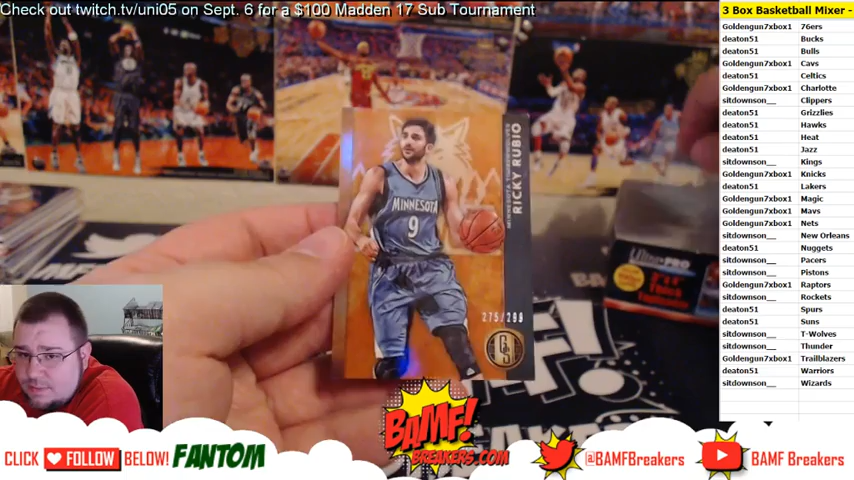 Check out twitch.tv/uni05 on Sept. 6 for a $100 Madden 17 Sub Tournament
3 Box Basketball Mixer -
Goldengun7xbox1 76ers
deaton51 Bucks
deaton51 Bulls
Goldengun7xbox1 Cavs
deaton51 Celtics
Goldengun7xbox1 Charlotte
sitdownson__ Clippers
deaton51 Grizzlies
deaton51 Hawks
deaton51 Heat
deaton51 Jazz
sitdownson__ Kings
Goldengun7xbox1 Knicks
deaton51 Lakers
Goldengun7xbox1 Magic
Goldengun7xbox1 Mavs
Goldengun7xbox1 Nets
sitdownson__ New Orleans
deaton51 Nuggets
sitdownson__ Pacers
sitdownson__ Pistons
Goldengun7xbox1 Raptors
sitdownson__ Rockets
deaton51 Spurs
deaton51 Suns
sitdownson__ T-Wolves
sitdownson__ Thunder
Goldengun7xbox1 Trailblazers
deaton51 Warriors
sitdownson__ Wizards
RICKY RUBIO
MINNESOTA TIMBERWOLVES
MINNESOTA
9
275/299
GS
Ultra PRO
BAMF!
BREAKERS.COM
CLICK FOLLOW BELOW! FANTOM
@BAMFBreakers
BAMF Breakers